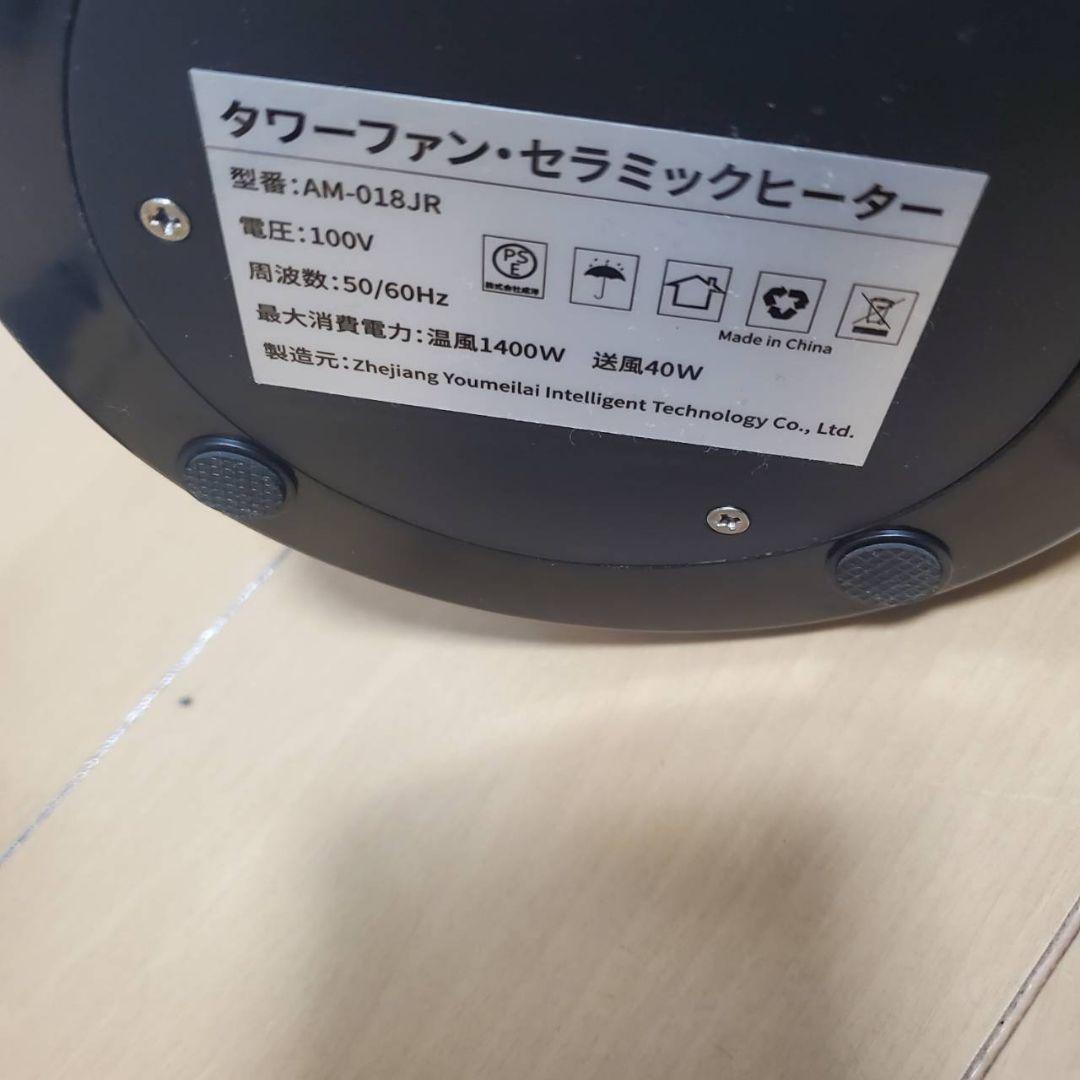 タワーファン・セラミックヒーター
型番：AM-018JR
電圧：100V
周波数：50/60Hz
最大消費電力：温風1400W 送風40W
製造元：Zhejiang Youmeilai Intelligent Technology Co., Ltd.
PSE
Made in China